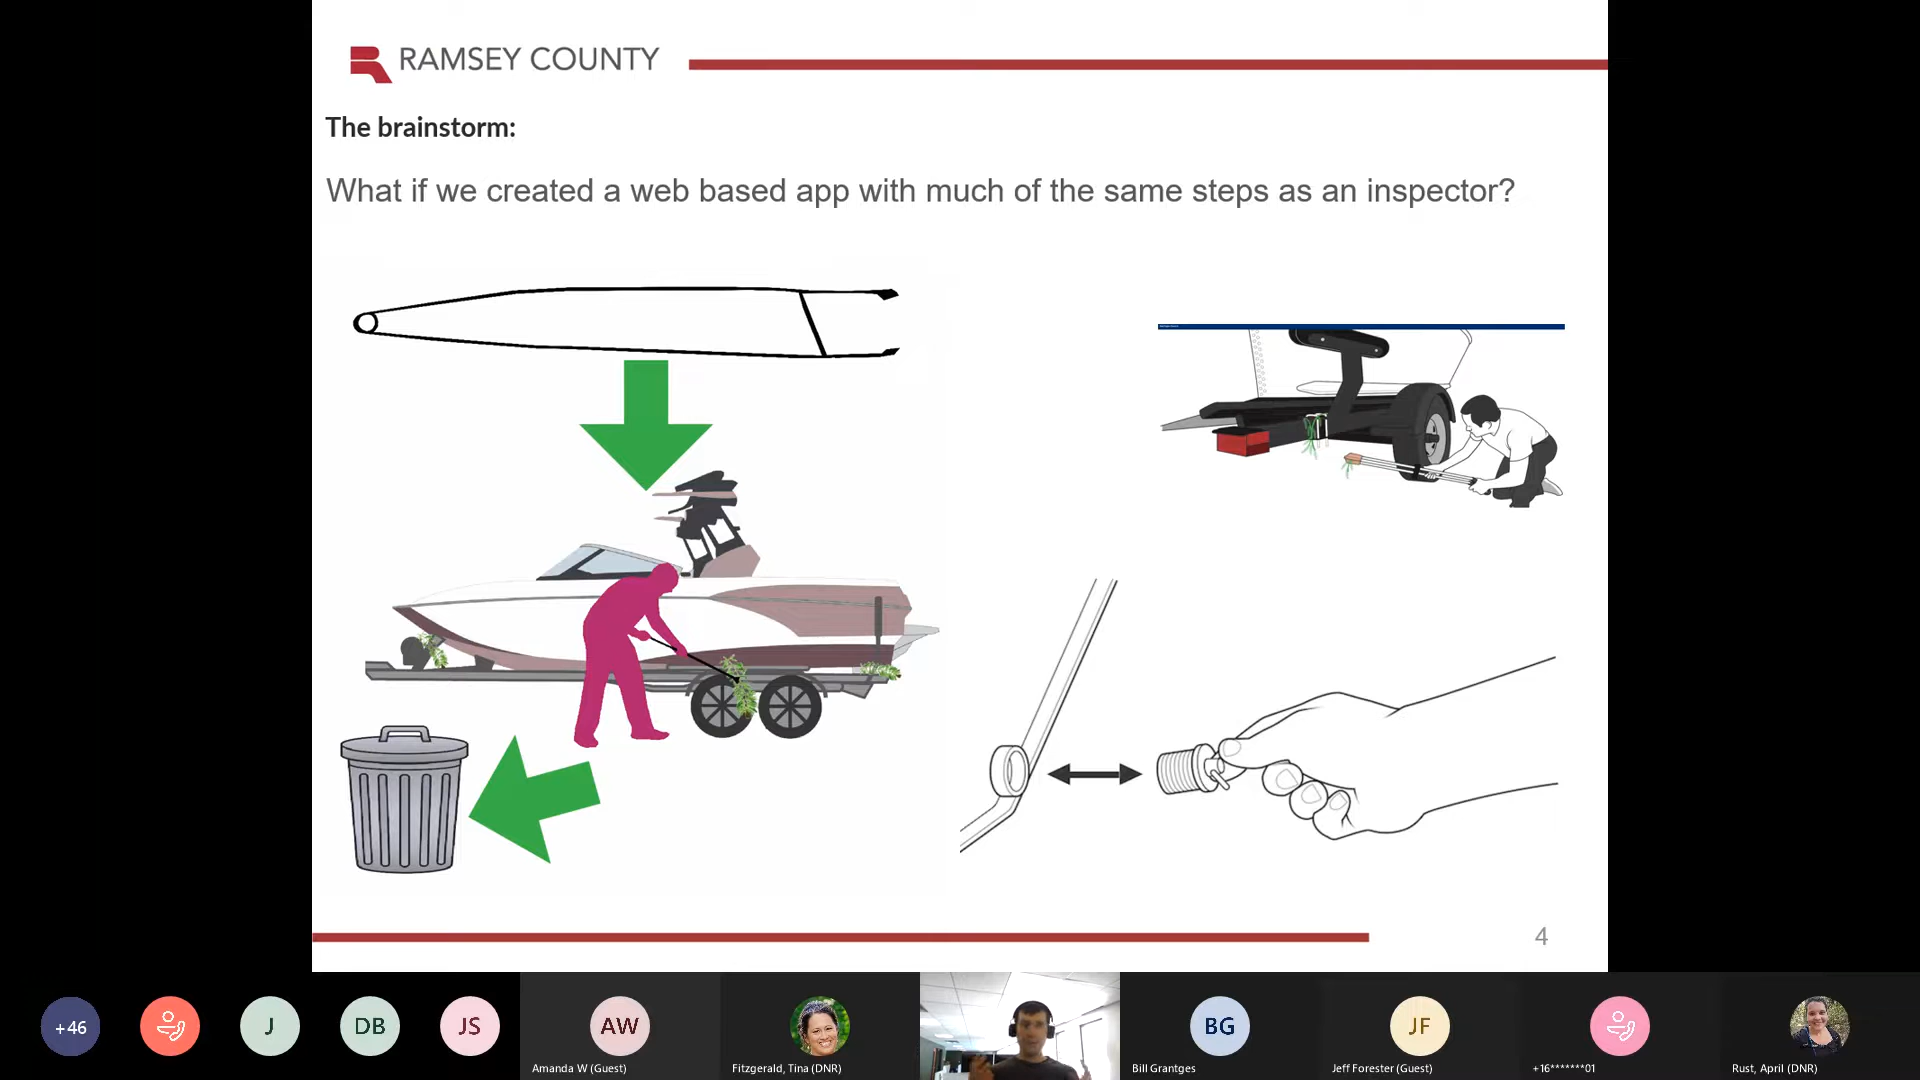 RAMSEY COUNTY
The brainstorm:
What if we created a web based app with much of the same steps as an inspector?
4
+46
J
DB
JS
AW
Amanda W (Guest)
Fitzgerald, Tina (DNR)
BG
Bill Grantges
JF
Jeff Forester (Guest)
+16*******01
Rust, April (DNR)